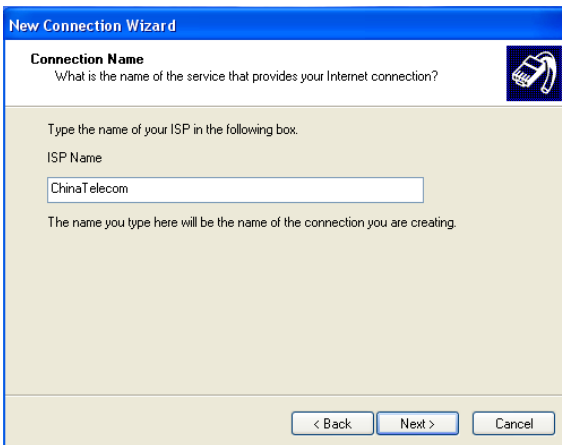 New Connection Wizard
Connection Name
What is the name of the service that provides your Internet connection?
Type the name of your ISP in the following box.
ISP Name
ChinaTelecom
The name you type here will be the name of the connection you are creating.
< Back
Next >
Cancel